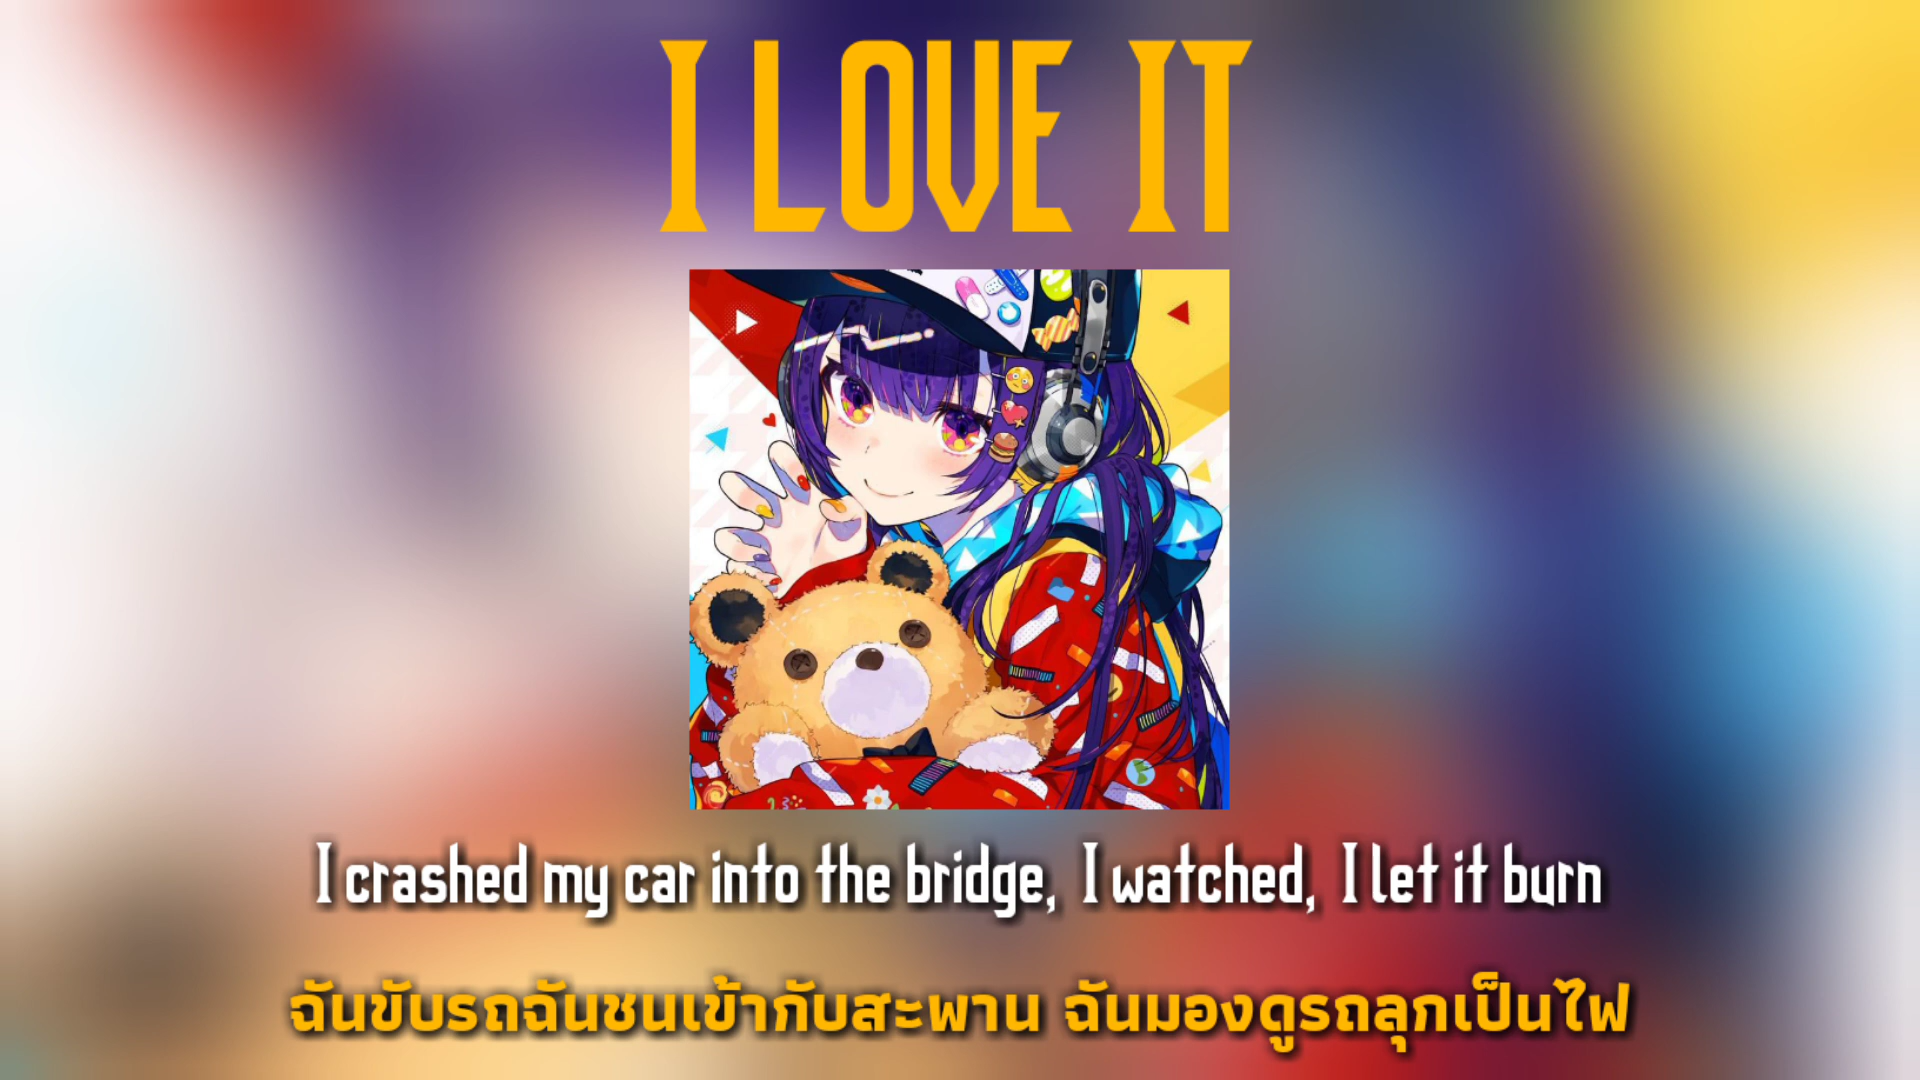 I LOVE IT
I crashed my car into the bridge, I watched, I let it burn
ฉันขับรถฉันชนเข้ากับสะพาน ฉันมองดูรถลุกเป็นไฟ